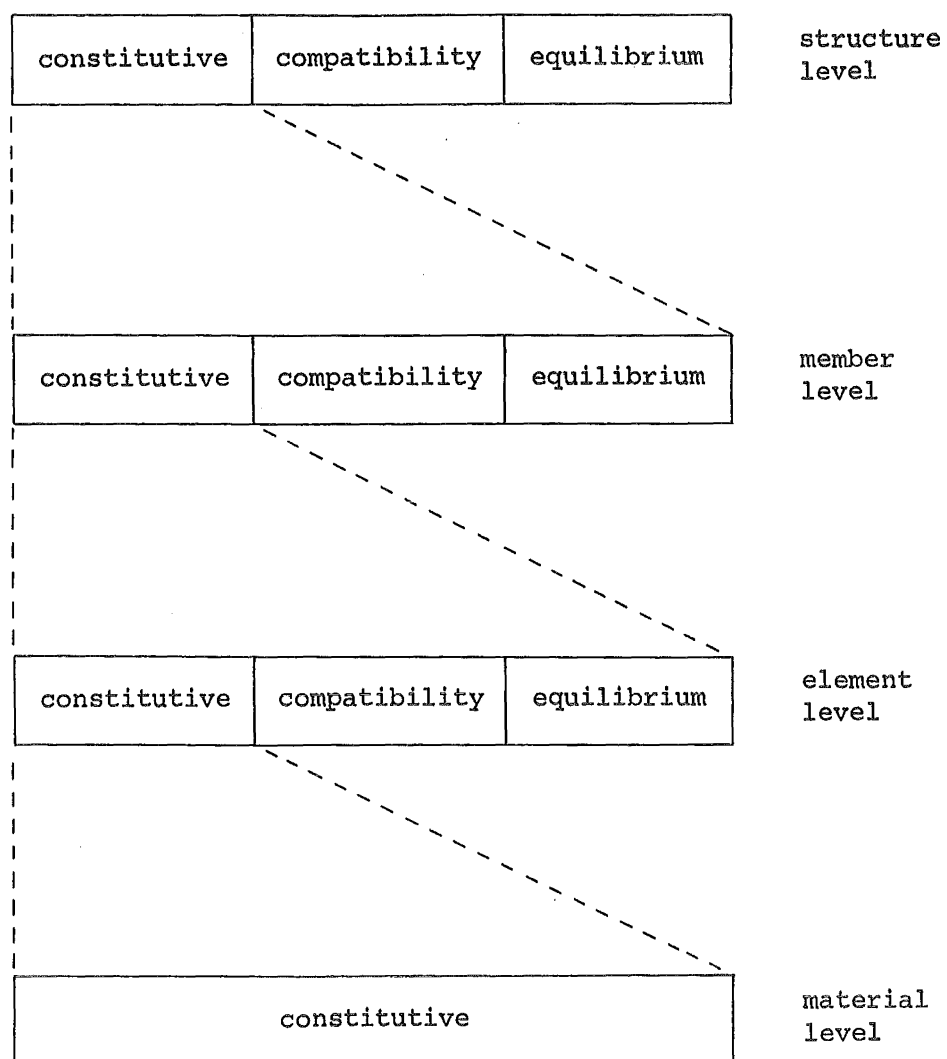 constitutive compatibility equilibrium structure
level
constitutive compatibility equilibrium member
level
constitutive compatibility equilibrium element
level
constitutive material
level